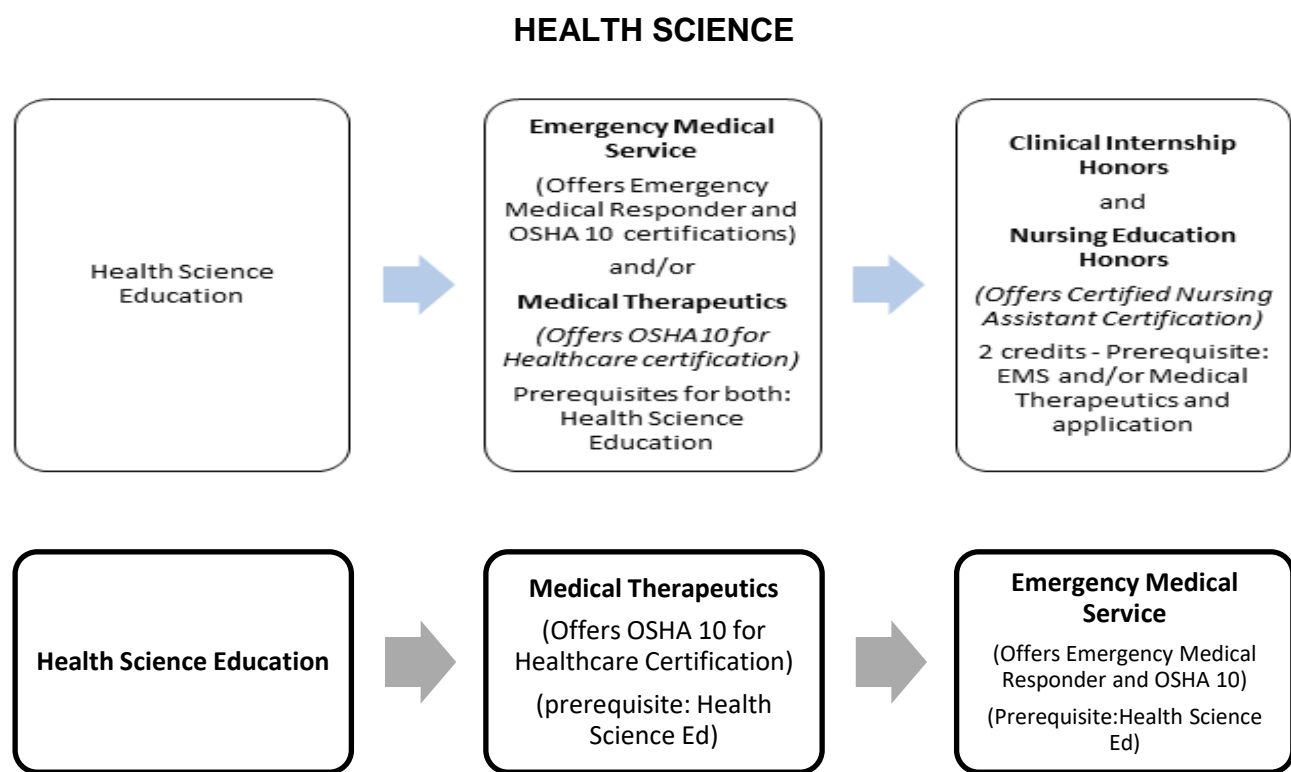 HEALTH SCIENCE
Health Science
Education
Emergency Medical
Service
(Offers Emergency
Medical Responder and
OSHA 10 certifications)
and/or
Medical Therapeutics
(Offers OSHA10 for
Healthcare certification)
Prerequisites for both:
Health Science
Education
Clinical Internship
Honors
and
Nursing Education
Honors
(Offers Certified Nursing
Assistant Certification)
2 credits - Prerequisite:
EMS and/or Medical
Therapeutics and
application
Health Science Education
Medical Therapeutics
(Offers OSHA 10 for
Healthcare Certification)
(prerequisite: Health
Science Ed)
Emergency Medical
Service
(Offers Emergency Medical
Responder and OSHA 10)
(Prerequisite:Health Science
Ed)